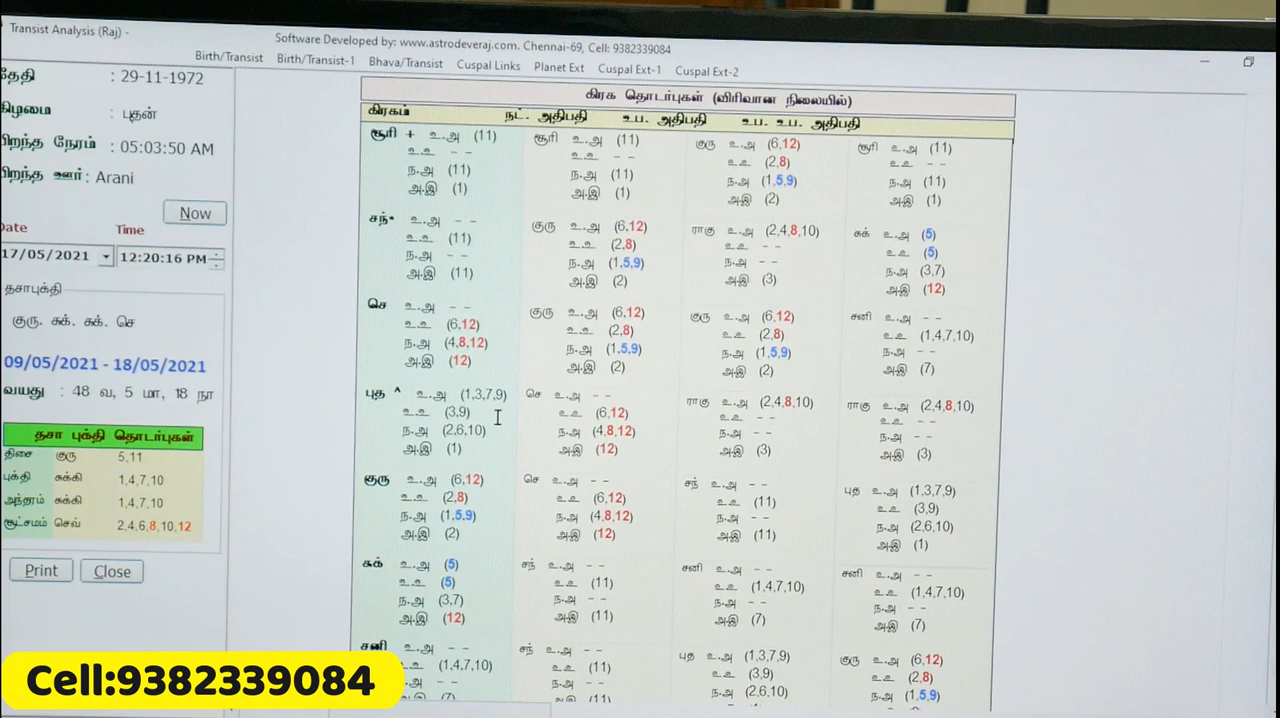 Transist Analysis (Raj) -
Software Developed by: www.astrodeveraj.com. Chennai-69, Cell: 9382339084
Birth/Transist Birth/Transist-1 Bhava/Transist Cuspal Links Planet Ext Cuspal Ext-1 Cuspal Ext-2
தேதி : 29-11-1972
கிழமை : புதன்
பிறந்த நேரம் : 05:03:50 AM
பிறந்த ஊர் : Arani
Now
Date Time
17/05/2021 12:20:16 PM
தசாபுக்தி
குரு. சுக். சுக். செ
09/05/2021 - 18/05/2021
வயது : 48 வ, 5 மா, 18 நா
தசா புக்தி தொடர்புகள்
திசை குரு 5,11
புக்தி சுக்கி 1,4,7,10
அந்தரம் சுக்கி 1,4,7,10
சூட்சமம் செவ் 2,4,6,8,10,12
Print Close
கிரக தொடர்புகள் (விரிவான நிலையில்)
கிரகம் நட். அதிபதி உப. அதிபதி உப. உப. அதிபதி
சூரி + உ.அ (11) சூரி உ.அ (11) குரு உ.அ (6,12) சூரி உ.அ (11)
உ.உ - - உ.உ - - உ.உ (2,8) உ.உ - -
ந.அ (11) ந.அ (11) ந.அ (1,5,9) ந.அ (11)
அ.இ (1) அ.இ (1) அ.இ (2) அ.இ (1)
சந்* உ.அ - - குரு உ.அ (6,12) ராகு உ.அ (2,4,8,10) சுக் உ.அ (5)
உ.உ (11) உ.உ (2,8) உ.உ - - உ.உ (5)
ந.அ - - ந.அ (1,5,9) ந.அ - - ந.அ (3,7)
அ.இ (11) அ.இ (2) அ.இ (3) அ.இ (12)
செ உ.அ - - குரு உ.அ (6,12) குரு உ.அ (6,12) சனி உ.அ - -
உ.உ (6,12) உ.உ (2,8) உ.உ (2,8) உ.உ (1,4,7,10)
ந.அ (4,8,12) ந.அ (1,5,9) ந.அ (1,5,9) ந.அ - -
அ.இ (12) அ.இ (2) அ.இ (2) அ.இ (7)
புத ^ உ.அ (1,3,7,9) செ உ.அ - - ராகு உ.அ (2,4,8,10) ராகு உ.அ (2,4,8,10)
உ.உ (3,9) உ.உ (6,12) உ.உ - - உ.உ - -
ந.அ (2,6,10) ந.அ (4,8,12) ந.அ - - ந.அ - -
அ.இ (1) அ.இ (12) அ.இ (3) அ.இ (3)
குரு உ.அ (6,12) செ உ.அ - - சந் உ.அ - - புத உ.அ (1,3,7,9)
உ.உ (2,8) உ.உ (6,12) உ.உ (11) உ.உ (3,9)
ந.அ (1,5,9) ந.அ (4,8,12) ந.அ - - ந.அ (2,6,10)
அ.இ (2) அ.இ (12) அ.இ (11) அ.இ (1)
சுக் உ.அ (5) சந் உ.அ - - சனி உ.அ - - சனி உ.அ - -
உ.உ (5) உ.உ (11) உ.உ (1,4,7,10) உ.உ (1,4,7,10)
ந.அ (3,7) ந.அ - - ந.அ - - ந.அ - -
அ.இ (12) அ.இ (11) அ.இ (7) அ.இ (7)
சனி உ.அ - - சந் உ.அ - - புத உ.அ (1,3,7,9) குரு உ.அ (6,12)
உ.உ (1,4,7,10) உ.உ (11) உ.உ (3,9) உ.உ (2,8)
- - ந.அ - - ந.அ (2,6,10) ந.அ (1,5,9)
Cell:9382339084